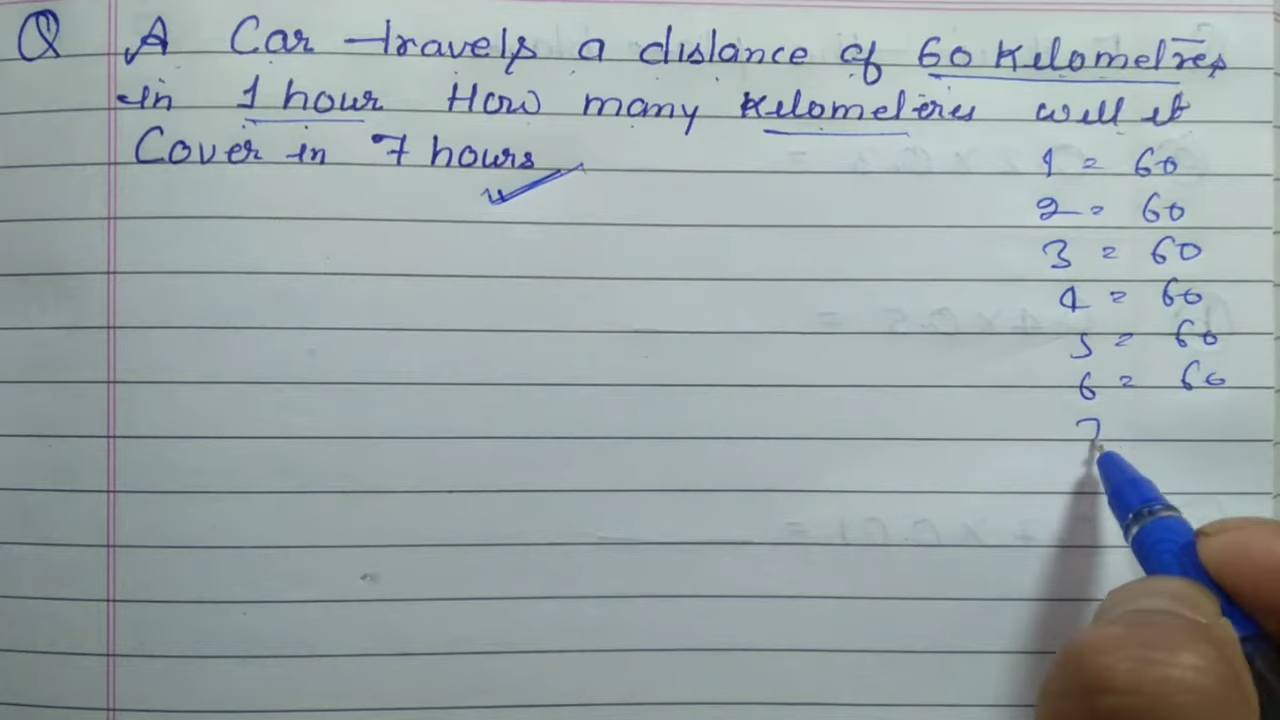 Q A Car travels a distance of 60 Kilometres
in 1 hour How many Kilometeres will it
Cover in 7 hours
1 = 60
2 = 60
3 = 60
4 = 60
5 = 60
6 = 60
7